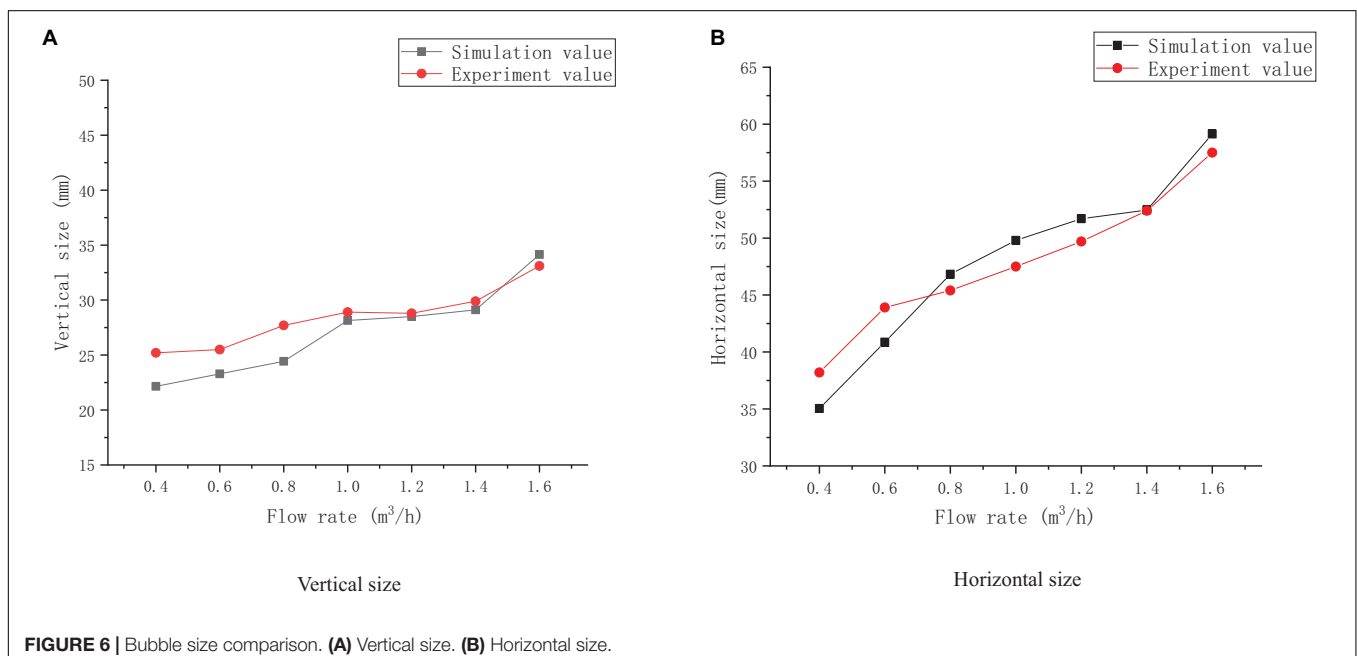 A
Simulation value
Experiment value
50
45
40
35
30
25
20
15
Vertical size (mm)
0.4 0.6 0.8 1.0 1.2 1.4 1.6
Flow rate (m³/h)
Vertical size
B
Simulation value
Experiment value
65
60
55
50
45
40
35
30
Horizontal size(mm)
0.4 0.6 0.8 1.0 1.2 1.4 1.6
Flow rate (m³/h)
Horizontal size
FIGURE 6 | Bubble size comparison. (A) Vertical size. (B) Horizontal size.